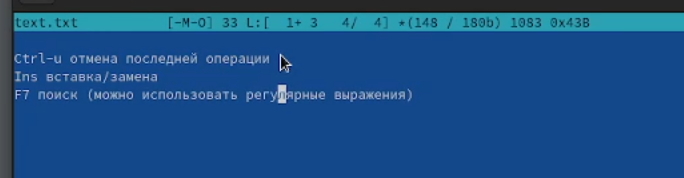 text.txt [-M-O] 33 L:[ 1+ 3 4/ 4] *(148 / 180b) 1083 0x43B
Ctrl-u отмена последней операции
Ins вставка/замена
F7 поиск (можно использовать регулярные выражения)